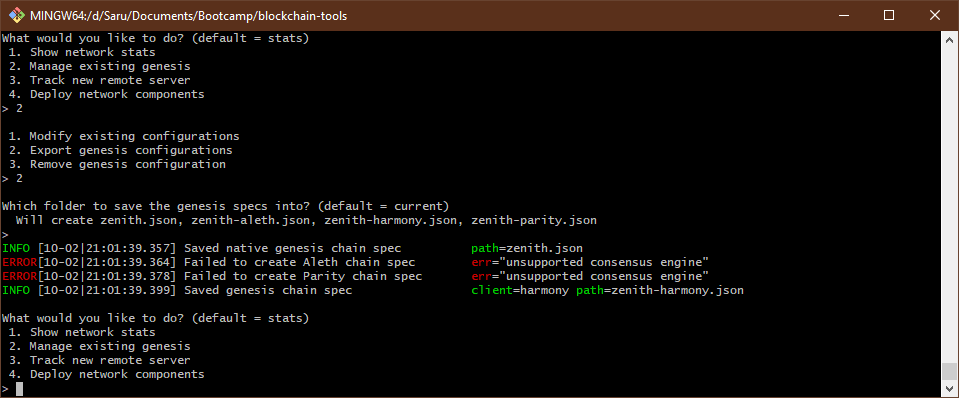 MINGW64:/d/Saru/Documents/Bootcamp/blockchain-tools
What would you like to do? (default = stats)
 1. Show network stats
 2. Manage existing genesis
 3. Track new remote server
 4. Deploy network components
> 2

 1. Modify existing configurations
 2. Export genesis configurations
 3. Remove genesis configuration
> 2

Which folder to save the genesis specs into? (default = current)
  Will create zenith.json, zenith-aleth.json, zenith-harmony.json, zenith-parity.json
>
INFO [10-02|21:01:39.357] Saved native genesis chain spec          path=zenith.json
ERROR[10-02|21:01:39.364] Failed to create Aleth chain spec        err="unsupported consensus engine"
ERROR[10-02|21:01:39.378] Failed to create Parity chain spec       err="unsupported consensus engine"
INFO [10-02|21:01:39.399] Saved genesis chain spec                 client=harmony path=zenith-harmony.json

What would you like to do? (default = stats)
 1. Show network stats
 2. Manage existing genesis
 3. Track new remote server
 4. Deploy network components
>